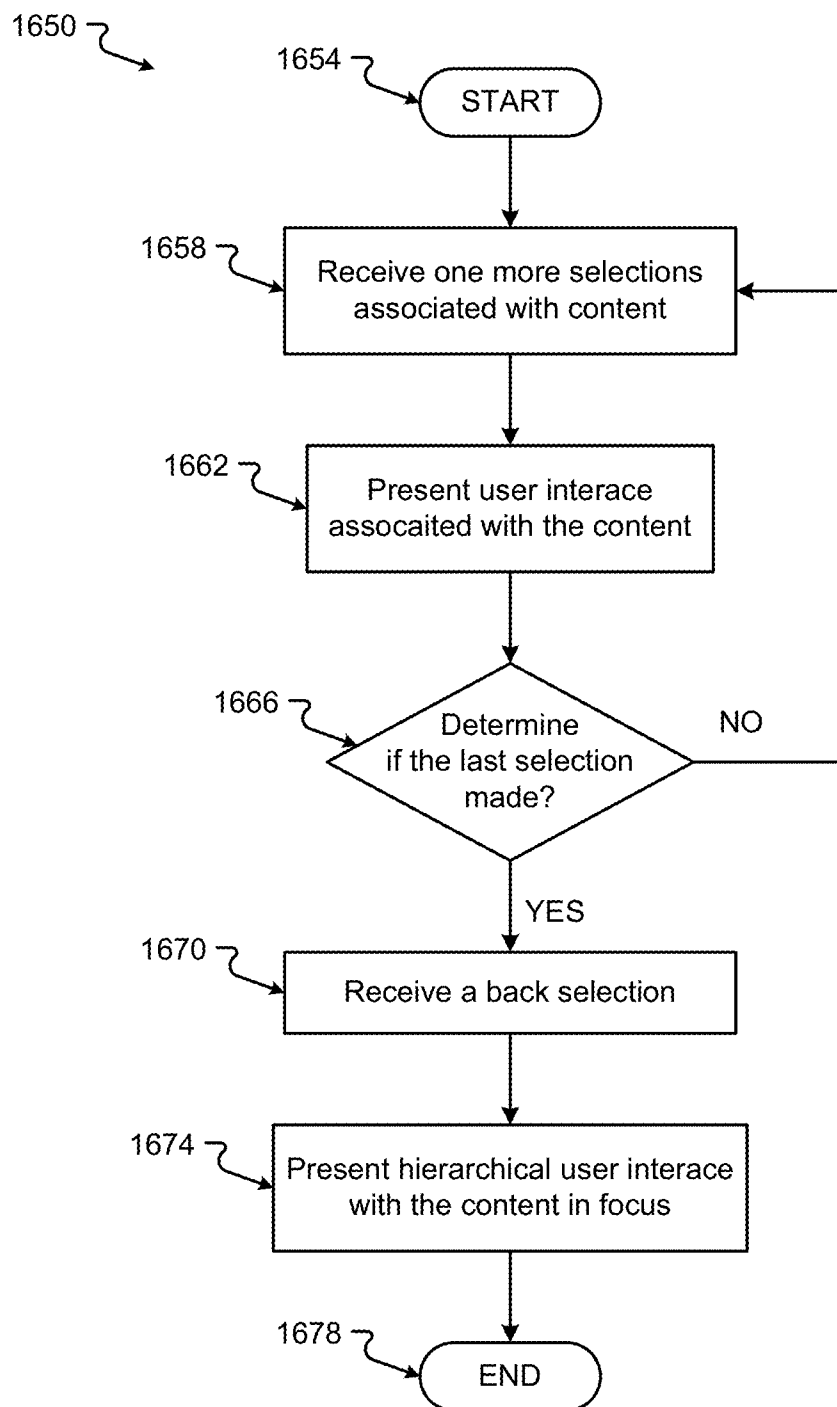 1650
1654
START
1658
Receive one more selections
associated with content
1662
Present user interace
assocaited with the content
1666
Determine
if the last selection
made?
NO
YES
1670
Receive a back selection
1674
Present hierarchical user interace
with the content in focus
1678
END